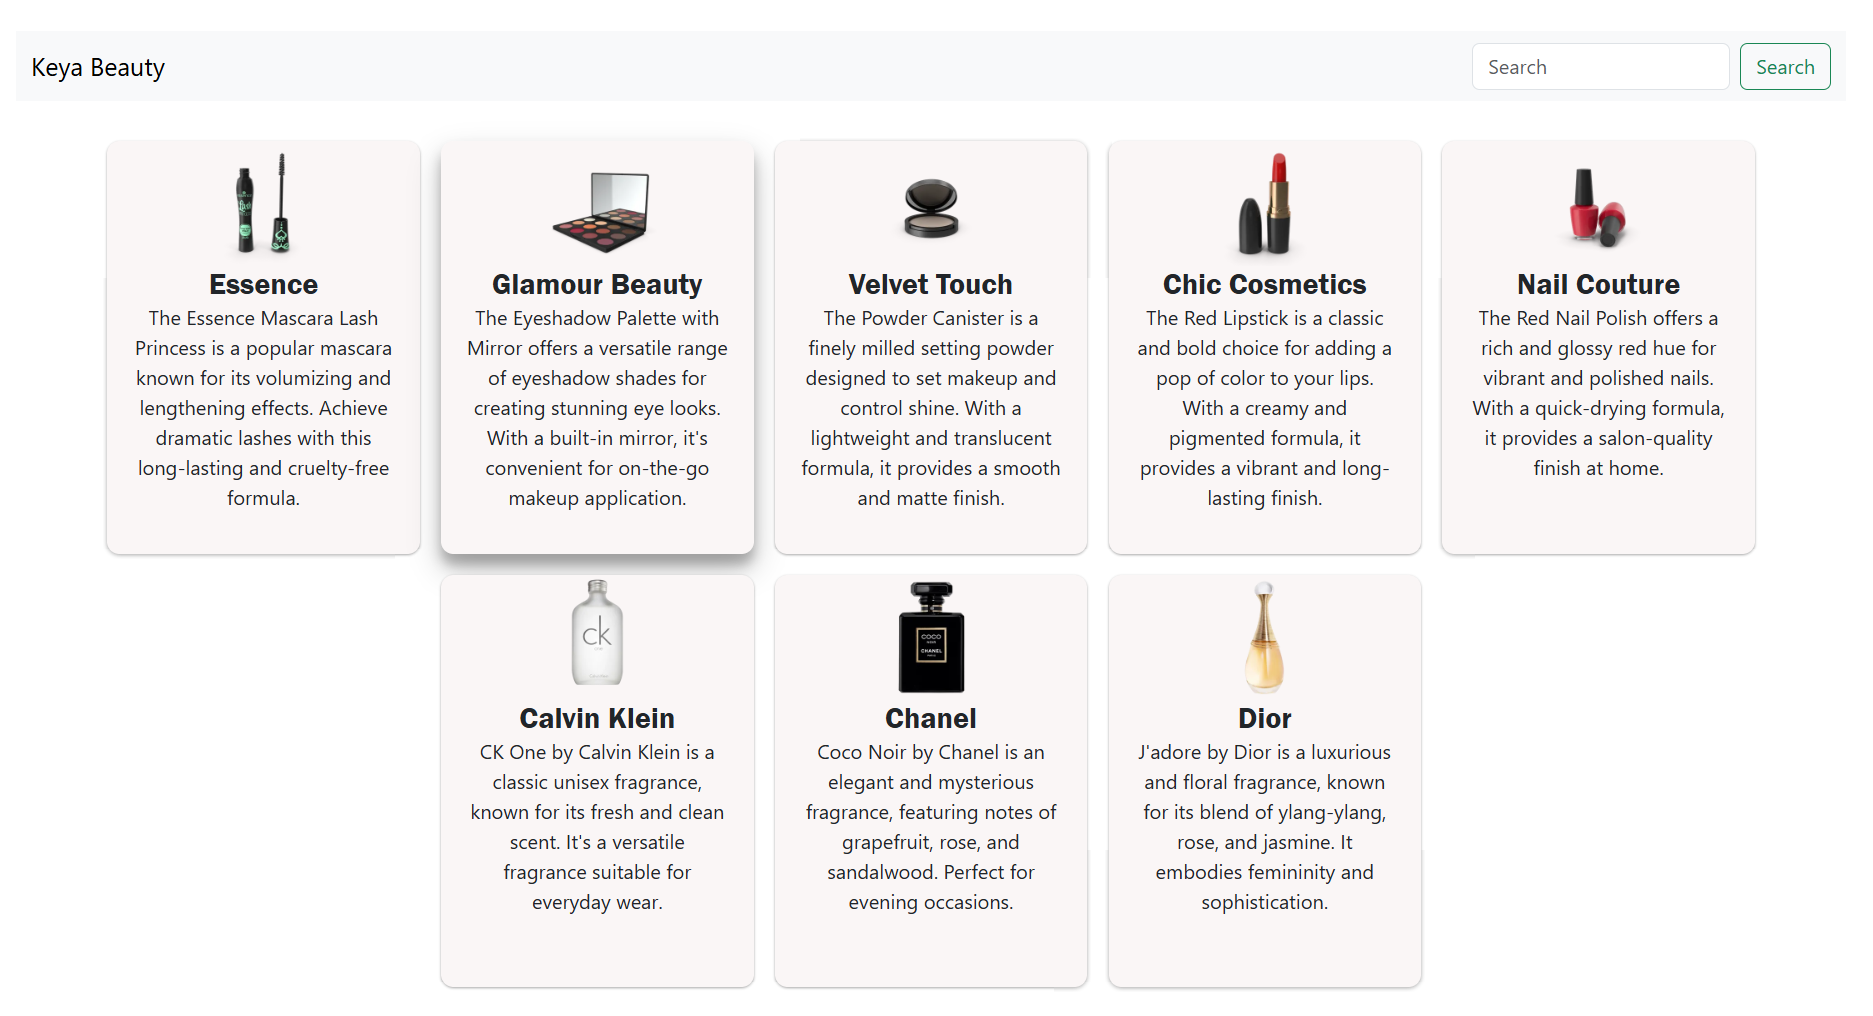 Keya Beauty
Search
Search
Essence
The Essence Mascara Lash
Princess is a popular mascara
known for its volumizing and
lengthening effects. Achieve
dramatic lashes with this
long-lasting and cruelty-free
formula.
Glamour Beauty
The Eyeshadow Palette with
Mirror offers a versatile range
of eyeshadow shades for
creating stunning eye looks.
With a built-in mirror, it's
convenient for on-the-go
makeup application.
Velvet Touch
The Powder Canister is a
finely milled setting powder
designed to set makeup and
control shine. With a
lightweight and translucent
formula, it provides a smooth
and matte finish.
Chic Cosmetics
The Red Lipstick is a classic
and bold choice for adding a
pop of color to your lips.
With a creamy and
pigmented formula, it
provides a vibrant and long-
lasting finish.
Nail Couture
The Red Nail Polish offers a
rich and glossy red hue for
vibrant and polished nails.
With a quick-drying formula,
it provides a salon-quality
finish at home.
ck
Calvin Klein
CK One by Calvin Klein is a
classic unisex fragrance,
known for its fresh and clean
scent. It's a versatile
fragrance suitable for
everyday wear.
COCO
CHANEL
Chanel
Coco Noir by Chanel is an
elegant and mysterious
fragrance, featuring notes of
grapefruit, rose, and
sandalwood. Perfect for
evening occasions.
Dior
J'adore by Dior is a luxurious
and floral fragrance, known
for its blend of ylang-ylang,
rose, and jasmine. It
embodies femininity and
sophistication.